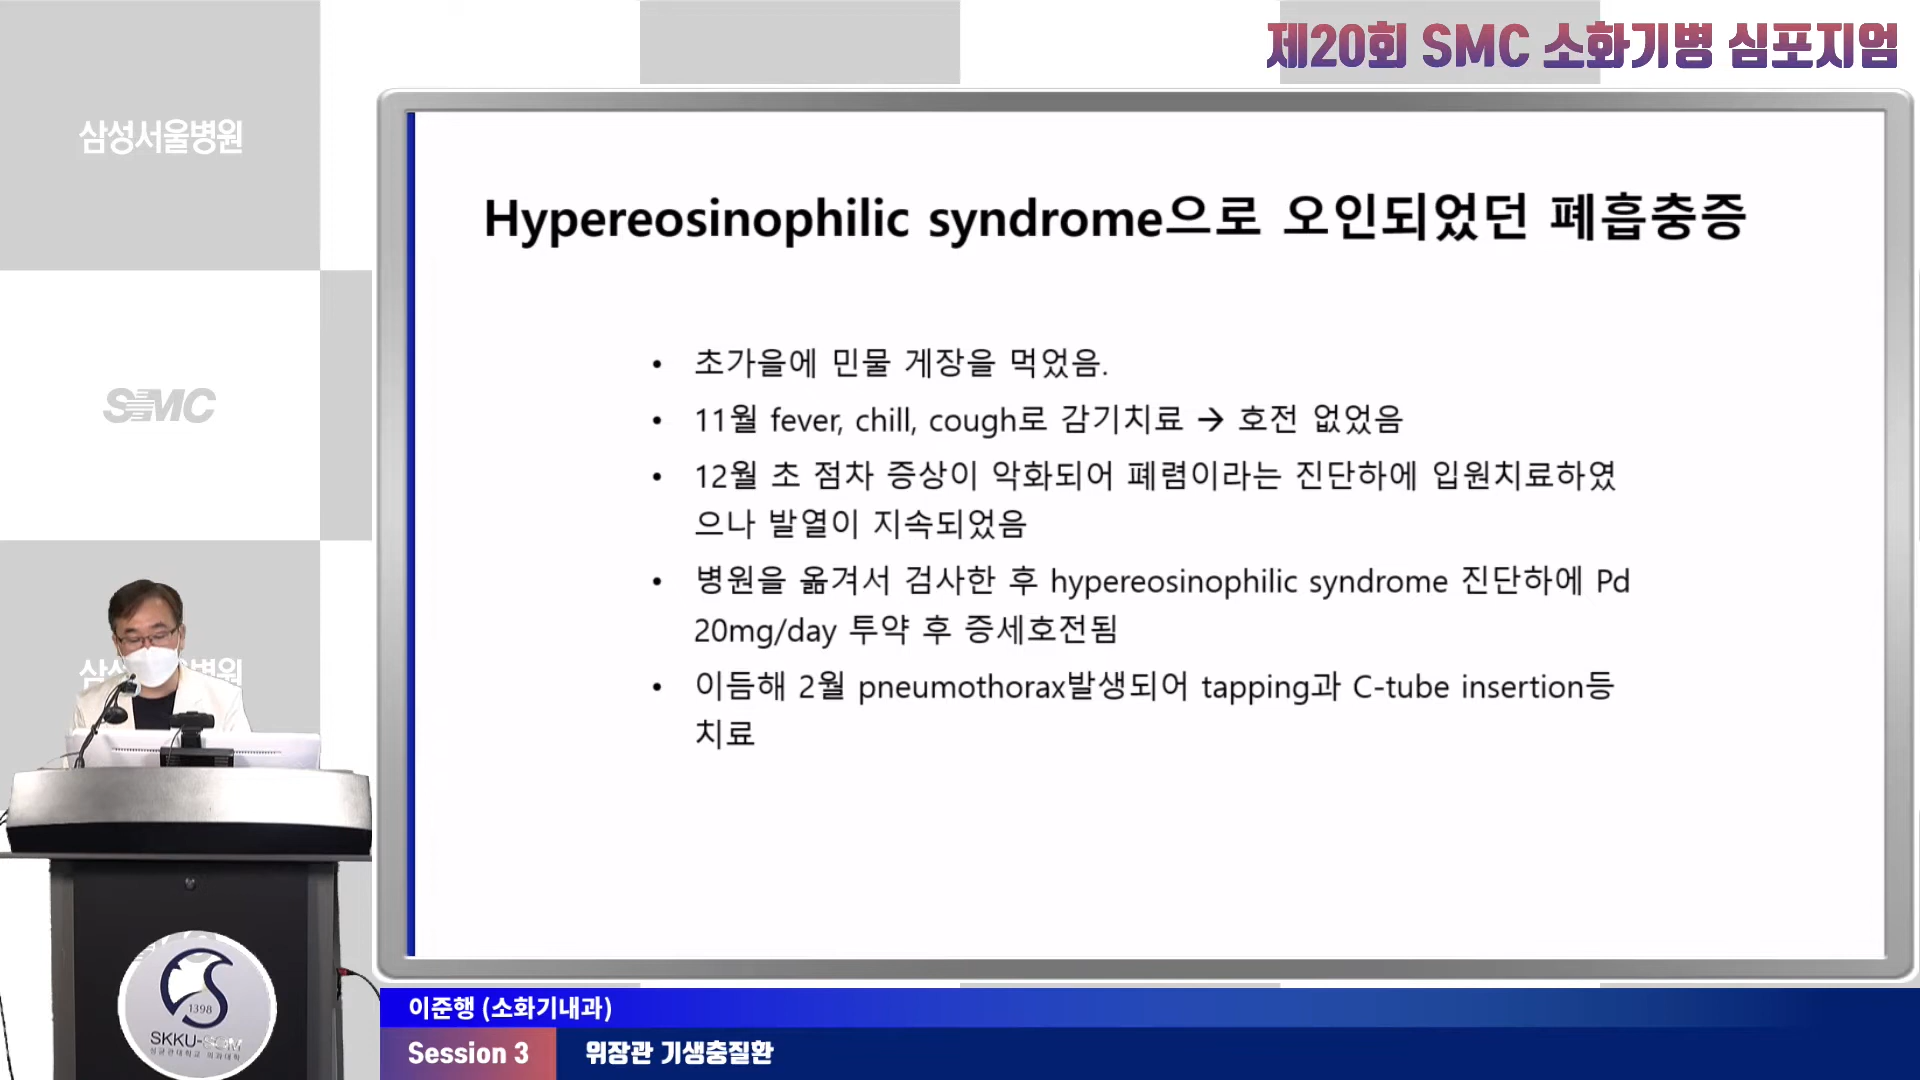 제20회 SMC 소화기병 심포지엄
삼성서울병원
SMC
Hypereosinophilic syndrome으로 오인되었던 폐흡충증
• 초가을에 민물 게장을 먹었음.
• 11월 fever, chill, cough로 감기치료 → 호전 없었음
• 12월 초 점차 증상이 악화되어 폐렴이라는 진단하에 입원치료하였
으나 발열이 지속되었음
• 병원을 옮겨서 검사한 후 hypereosinophilic syndrome 진단하에 Pd
20mg/day 투약 후 증세호전됨
• 이듬해 2월 pneumothorax발생되어 tapping과 C-tube insertion등
치료
1398
SKKU-SOM
성균관대학교 의과대학
이준행 (소화기내과)
Session 3 위장관 기생충질환